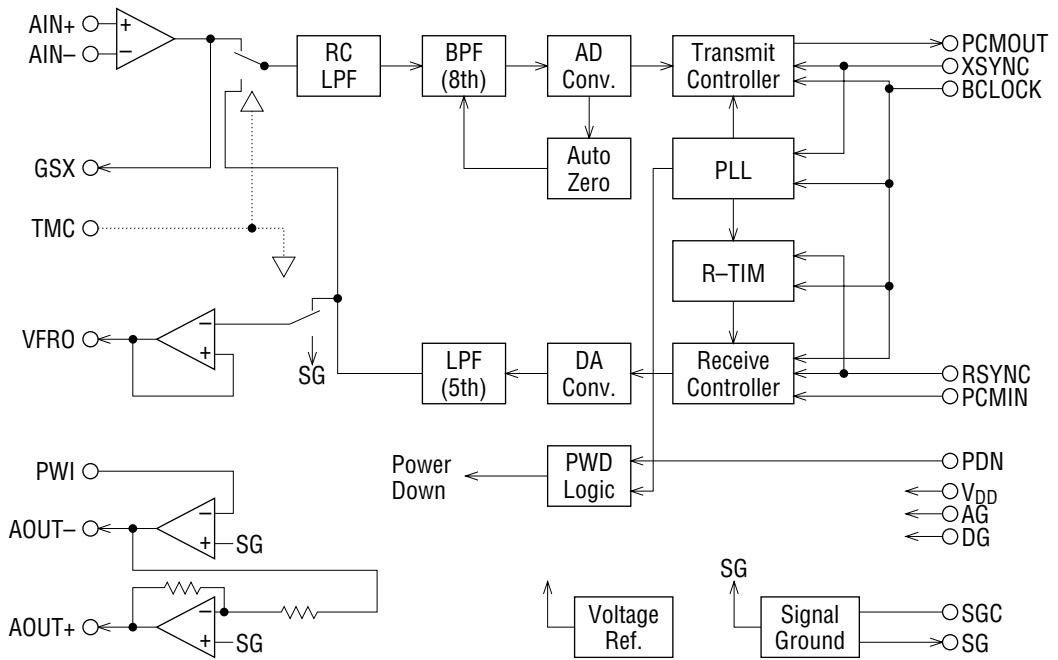 AIN+
AIN–
+
–
RC
LPF
BPF
(8th)
AD
Conv.
Transmit
Controller
PCMOUT
XSYNC
BCLOCK
GSX
Auto
Zero
PLL
TMC
R–TIM
VFRO
–
+
SG
LPF
(5th)
DA
Conv.
Receive
Controller
RSYNC
PCMIN
PWI
Power
Down
PWD
Logic
PDN
VDD
AG
DG
AOUT–
–
+
SG
AOUT+
–
+
SG
Voltage
Ref.
SG
Signal
Ground
SGC
SG